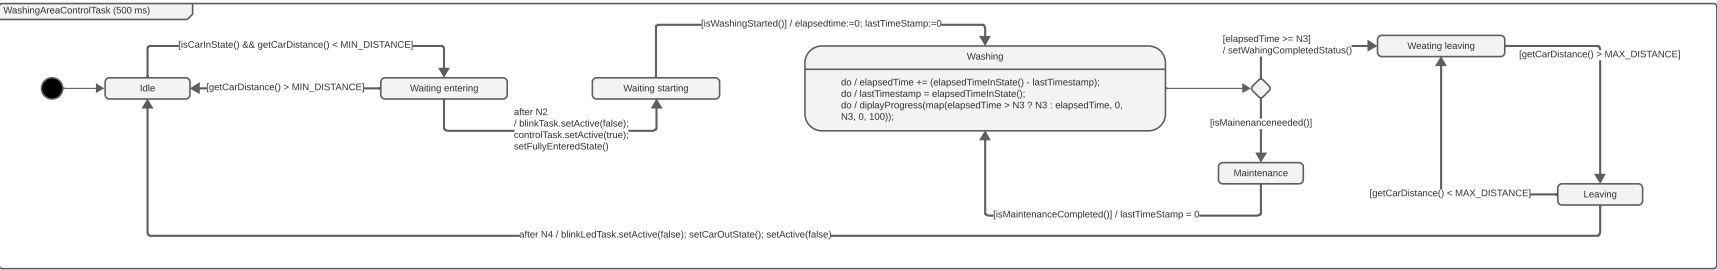 WashingAreaControlTask (500 ms)
[isWashingStarted()] / elapsedtime:=0; lastTimeStamp:=0
[isCarInState() && getCarDistance() < MIN_DISTANCE]
[elapsedTime >= N3]
/ setWahingCompletedStatus()
Weating leaving
[getCarDistance() > MAX_DISTANCE]
Washing
Idle
[getCarDistance() > MIN_DISTANCE]
Waiting entering
Waiting starting
do / elapsedTime += (elapsedTimeInState() - lastTimestamp);
do / lastTimestamp = elapsedTimeInState();
do / diplayProgress(map(elapsedTime > N3 ? N3 : elapsedTime, 0,
N3, 0, 100));
after N2
/ blinkTask.setActive(false);
controlTask.setActive(true);
setFullyEnteredState()
[isMainenanceneeded()]
Maintenance
[getCarDistance() < MAX_DISTANCE]
Leaving
[isMaintenanceCompleted()] / lastTimeStamp = 0
after N4 / blinkLedTask.setActive(false); setCarOutState(); setActive(false)